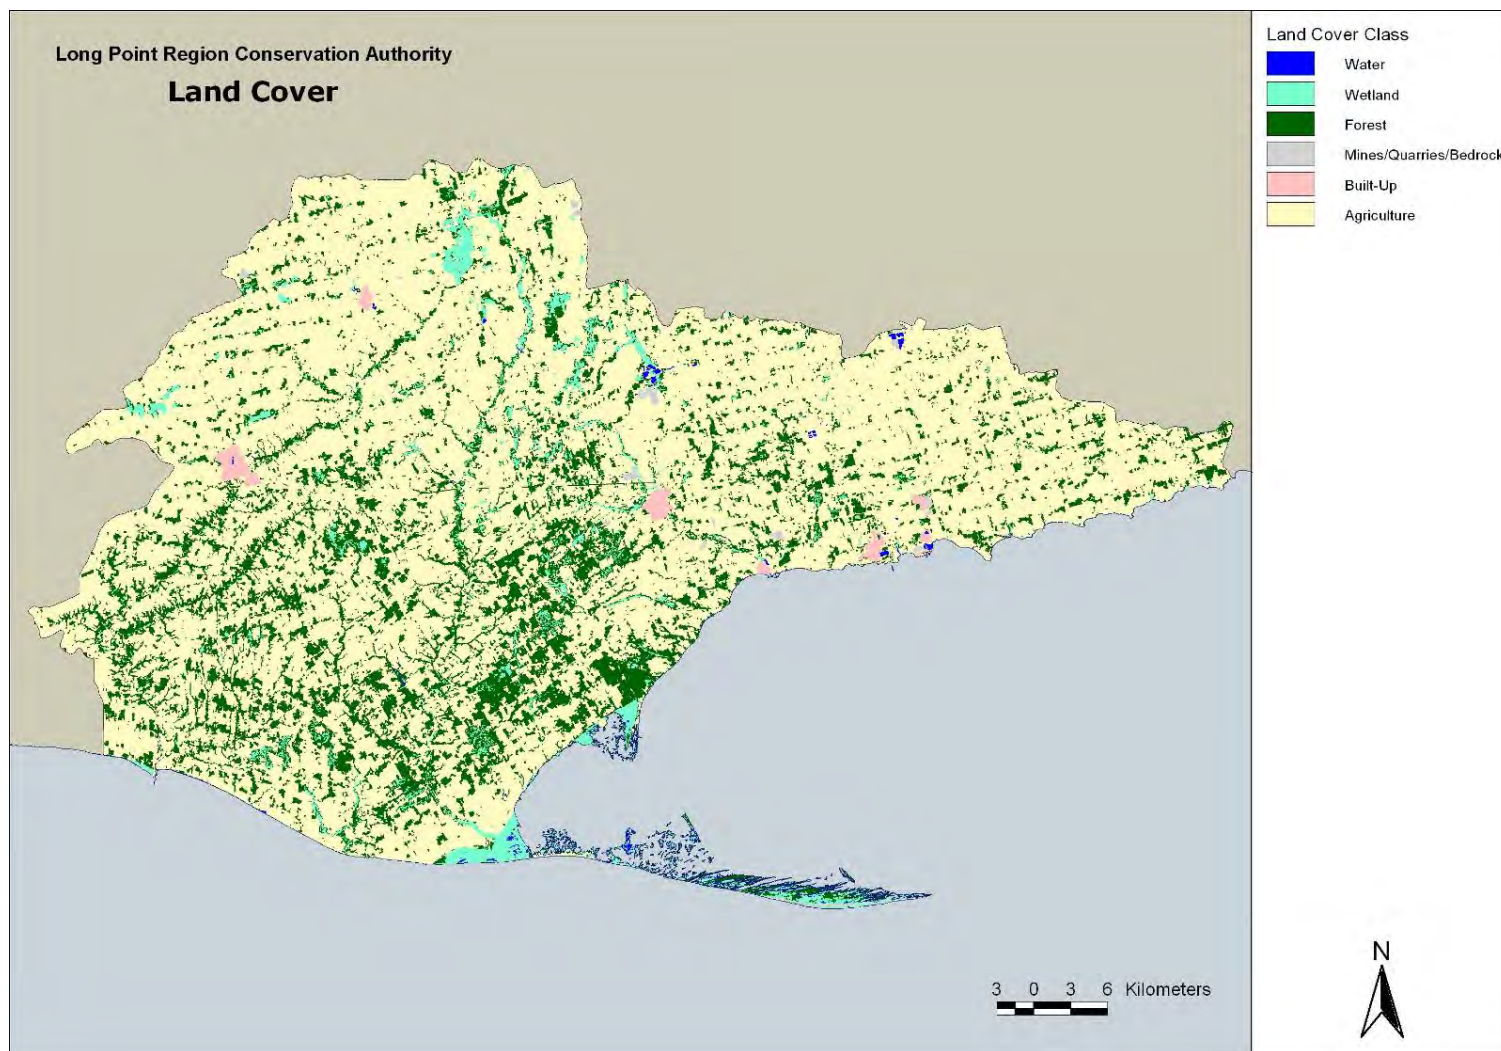 Long Point Region Conservation Authority
Land Cover
Land Cover Class
Water
Wetland
Forest
Mines/Quarries/Bedrock
Built-Up
Agriculture
N
3 0 3 6 Kilometers